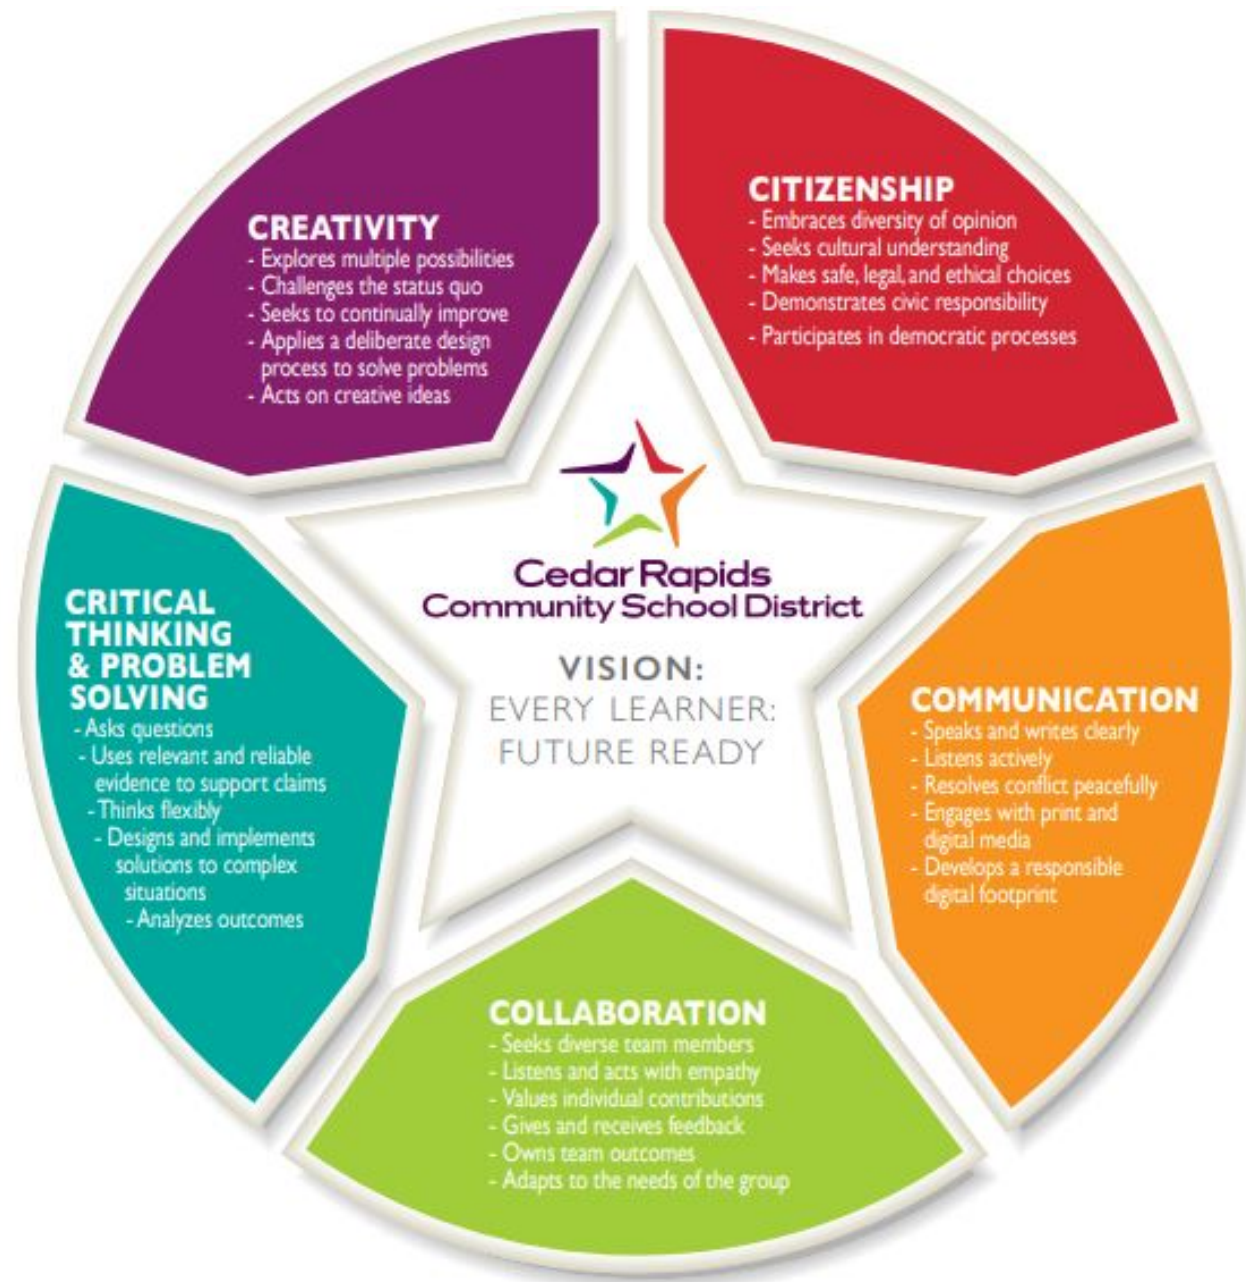 CREATIVITY
- Explores multiple possibilities
- Challenges the status quo
- Seeks to continually improve
- Applies a deliberate design
process to solve problems
- Acts on creative ideas
CITIZENSHIP
- Embraces diversity of opinion
- Seeks cultural understanding
- Makes safe, legal, and ethical choices
- Demonstrates civic responsibility
- Participates in democratic processes
Cedar Rapids
Community School District
VISION:
EVERY LEARNER:
FUTURE READY
CRITICAL
THINKING
& PROBLEM
SOLVING
- Asks questions
- Uses relevant and reliable
evidence to support claims
- Thinks flexibly
- Designs and implements
solutions to complex
situations
- Analyzes outcomes
COMMUNICATION
- Speaks and writes clearly
- Listens actively
- Resolves conflict peacefully
- Engages with print and
digital media
- Develops a responsible
digital footprint
COLLABORATION
- Seeks diverse team members
- Listens and acts with empathy
- Values individual contributions
- Gives and receives feedback
- Owns team outcomes
- Adapts to the needs of the group